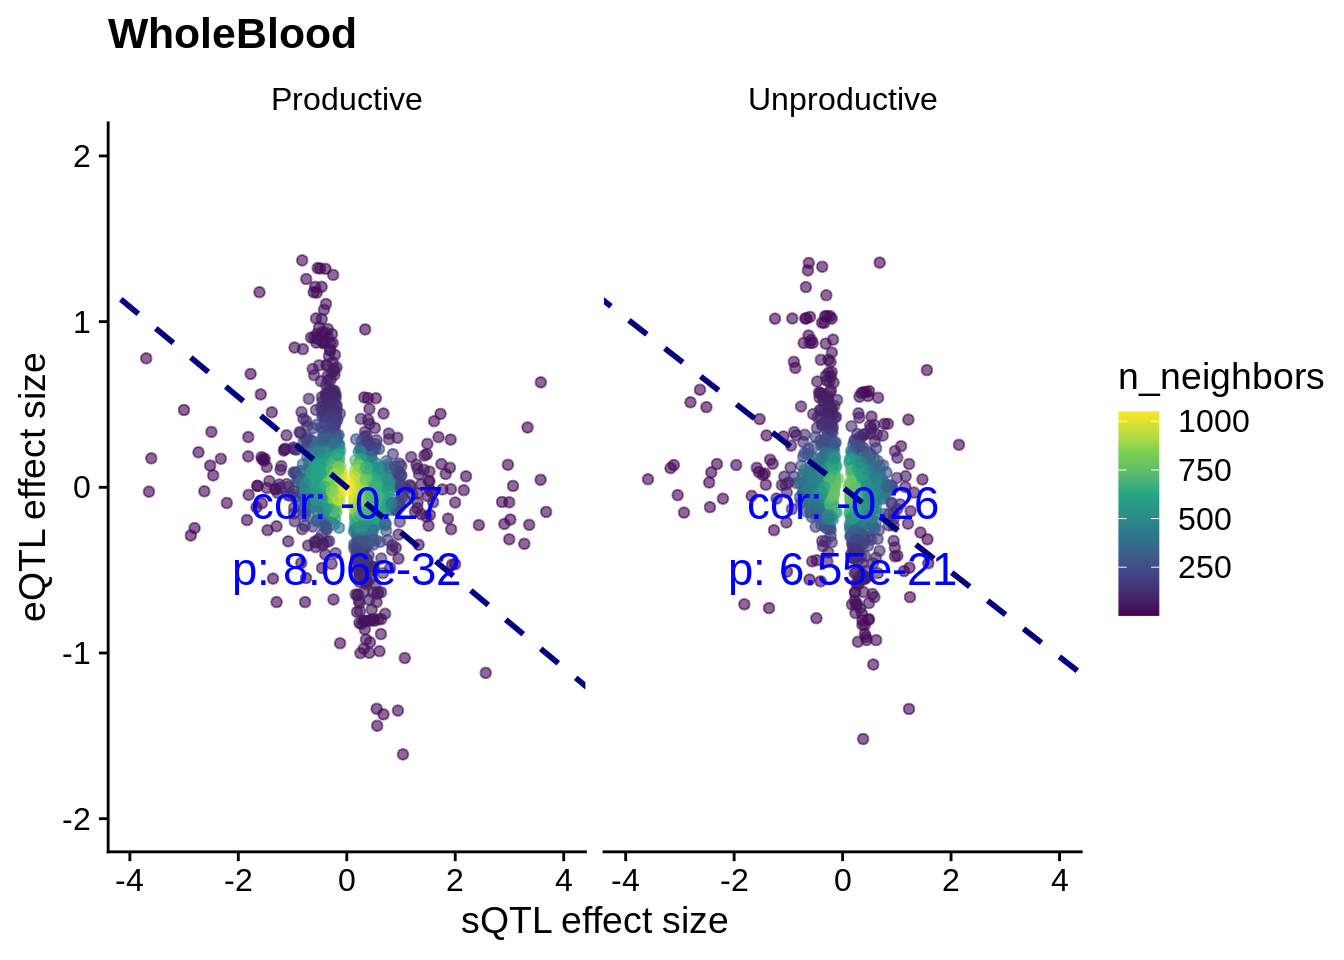 WholeBlood
Productive
Unproductive
2
1
0
-1
-2
eQTL effect size
cor: -0.27
p: 8.06e-32
cor: -0.26
p: 6.55e-21
-4 -2 0 2 4
-4 -2 0 2 4
sQTL effect size
n_neighbors
1000
750
500
250